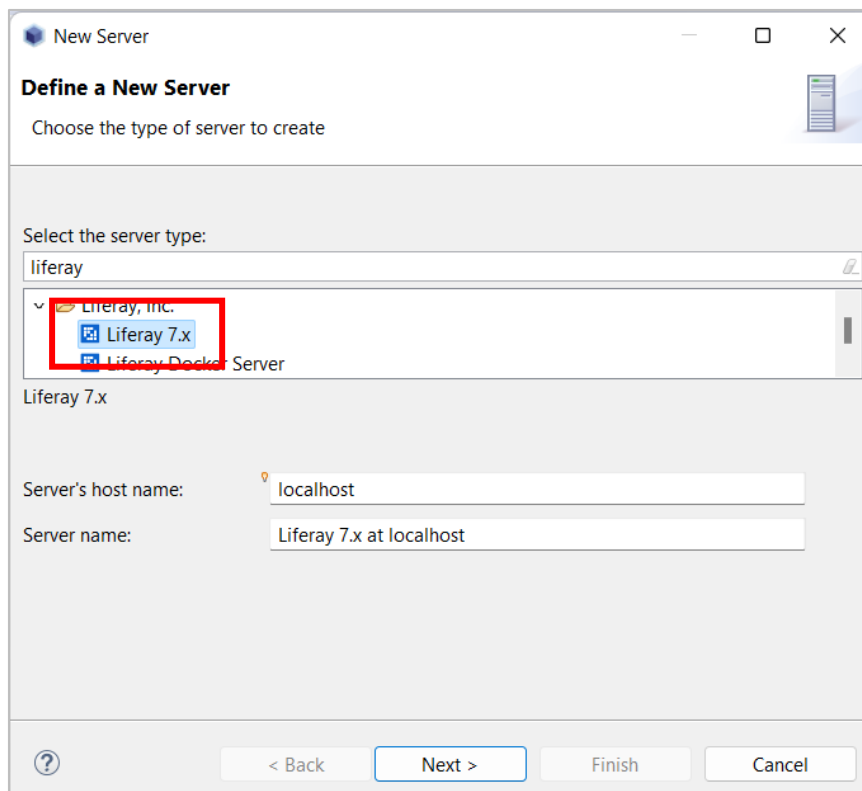 New Server
Define a New Server
Choose the type of server to create
Select the server type:
liferay
Liferay, Inc.
Liferay 7.x
Liferay Docker Server
Liferay 7.x
Server's host name: localhost
Server name: Liferay 7.x at localhost
? < Back Next > Finish Cancel